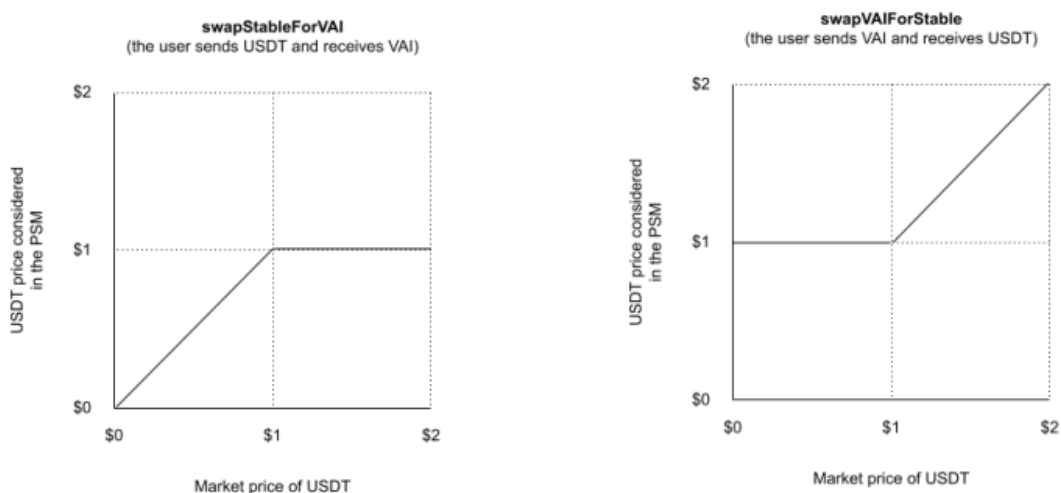 swapStableForVAI
(the user sends USDT and receives VAI)
$2
$1
$0
USDT price considered
in the PSM
$0
$1
$2
Market price of USDT
swapVAIForStable
(the user sends VAI and receives USDT)
$2
$1
$0
USDT price considered
in the PSM
$0
$1
$2
Market price of USDT